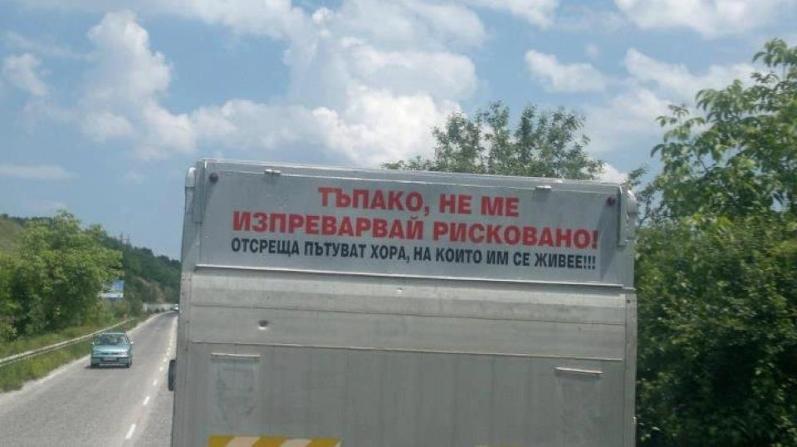 ТЪПАКО, НЕ МЕ
ИЗПРЕВАРВАЙ РИСКОВАНО!
ОТСРЕЩА ПЪТУВАТ ХОРА, НА КОИТО ИМ СЕ ЖИВЕЕ!!!